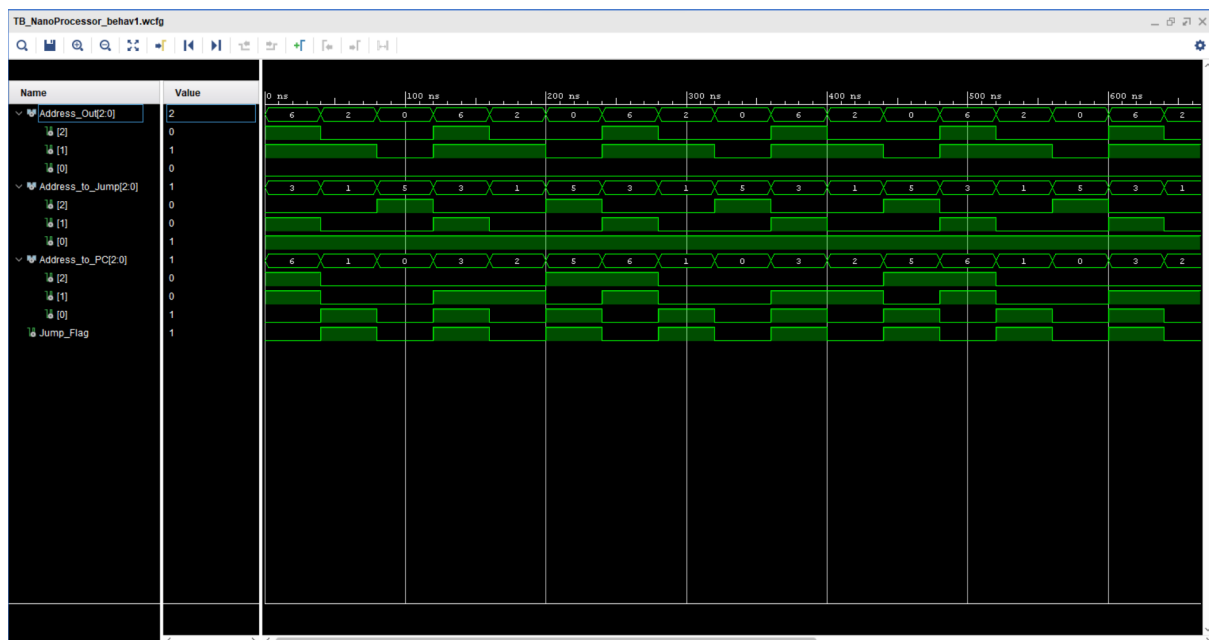 TB_NanoProcessor_behav1.wcfg
Name Value
0 ns 100 ns 200 ns 300 ns 400 ns 500 ns 600 ns
Address_Out[2:0] 2 6 2 0 6 2 0 6 2 0 6 2 0 6 2 0 6 2
[2] 0
[1] 1
[0] 0
Address_to_Jump[2:0] 1 3 1 5 3 1 5 3 1 5 3 1 5 3 1 5 3 1
[2] 0
[1] 0
[0] 1
Address_to_PC[2:0] 1 6 1 0 3 2 5 6 1 0 3 2 5 6 1 0 3 2
[2] 0
[1] 0
[0] 1
Jump_Flag 1